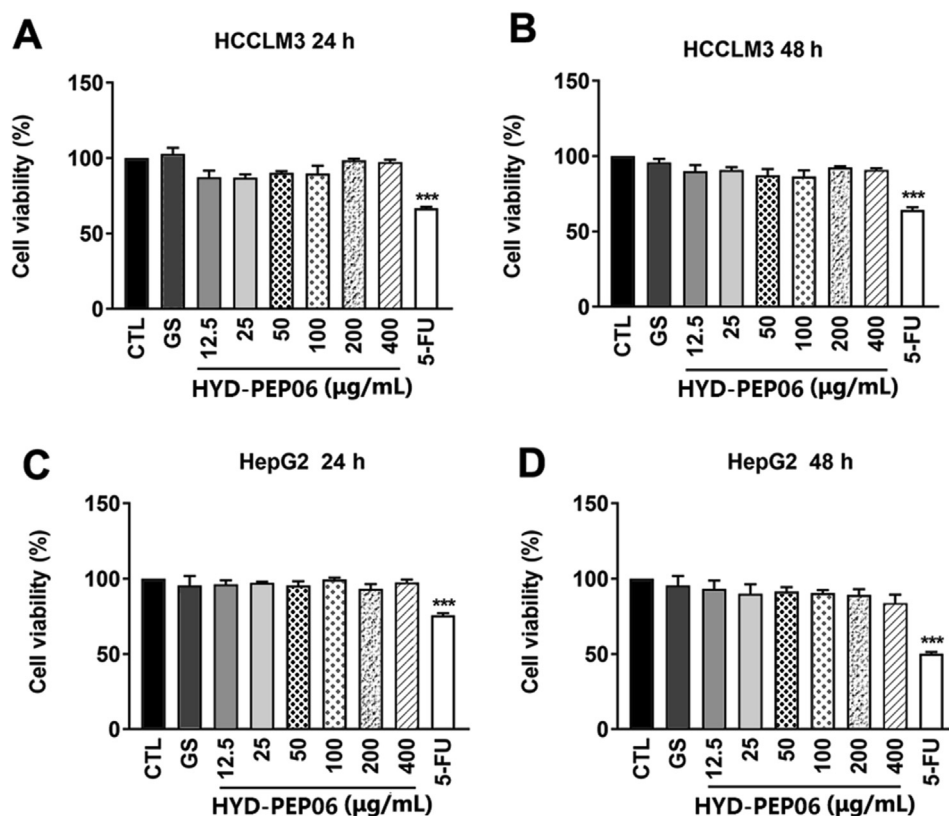 A
HCCLM3 24 h
Cell viability (%)
150
100
50
0
***
CTL
GS
12.5
25
50
100
200
400
5-FU
HYD-PEP06 (μg/mL)
B
HCCLM3 48 h
Cell viability (%)
150
100
50
0
***
CTL
GS
12.5
25
50
100
200
400
5-FU
HYD-PEP06 (μg/mL)
C
HepG2 24 h
Cell viability (%)
150
100
50
0
***
CTL
GS
12.5
25
50
100
200
400
5-FU
HYD-PEP06 (μg/mL)
D
HepG2 48 h
Cell viability (%)
150
100
50
0
***
CTL
GS
12.5
25
50
100
200
400
5-FU
HYD-PEP06 (μg/mL)